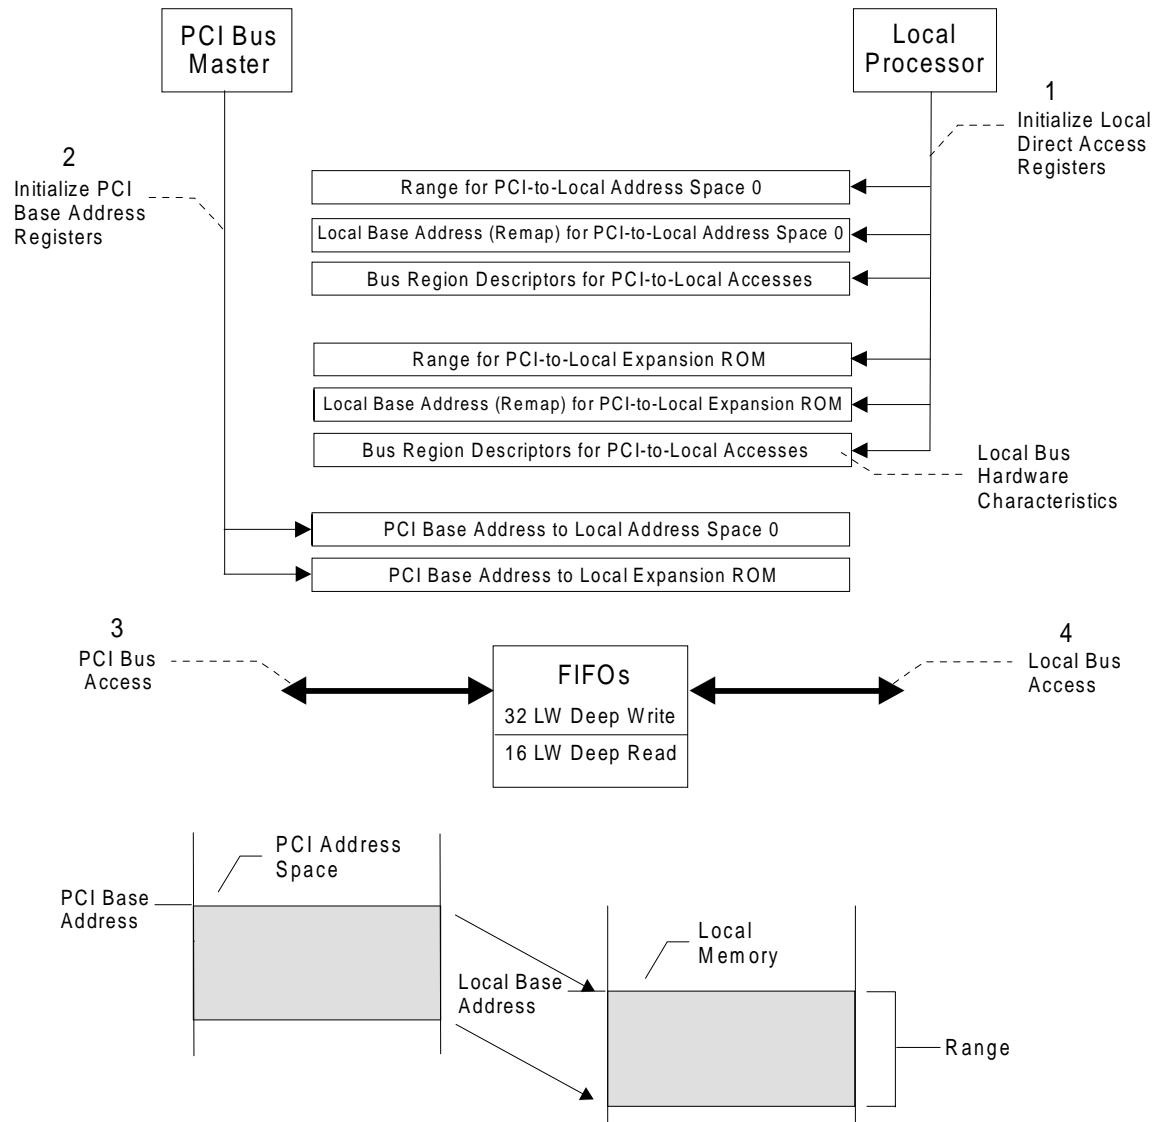 PCI Bus
Master
Local
Processor
1
Initialize Local
Direct Access
Registers
2
Initialize PCI
Base Address
Registers
Range for PCI-to-Local Address Space 0
Local Base Address (Remap) for PCI-to-Local Address Space 0
Bus Region Descriptors for PCI-to-Local Accesses
Range for PCI-to-Local Expansion ROM
Local Base Address (Remap) for PCI-to-Local Expansion ROM
Bus Region Descriptors for PCI-to-Local Accesses
Local Bus
Hardware
Characteristics
PCI Base Address to Local Address Space 0
PCI Base Address to Local Expansion ROM
3
PCI Bus
Access
FIFOs
32 LW Deep Write
16 LW Deep Read
4
Local Bus
Access
PCI Address
Space
PCI Base
Address
Local
Memory
Local Base
Address
Range